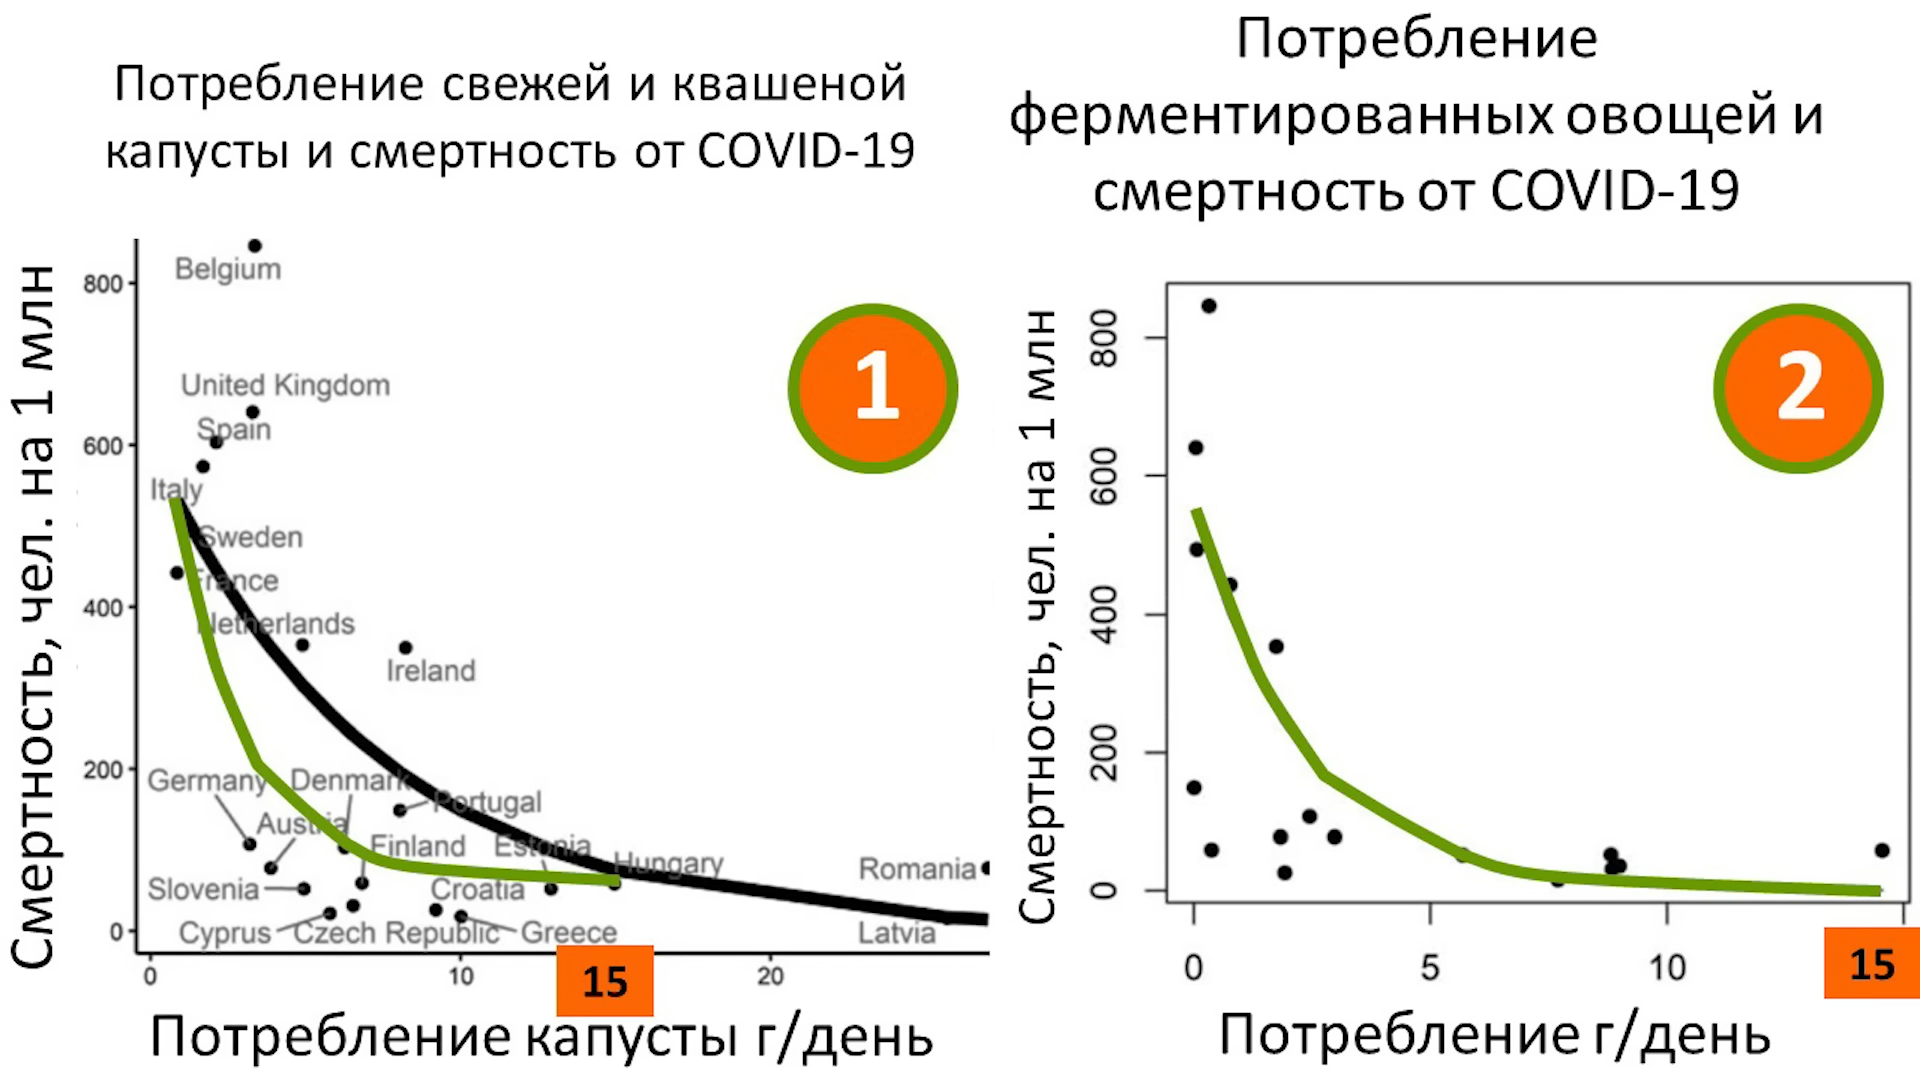 Потребление свежей и квашеной
капусты и смертность от COVID-19
Смертность, чел. на 1 млн
800
600
400
200
0
Belgium
United Kingdom
Spain
Italy
Sweden
France
Netherlands
Ireland
Germany
Denmark
Portugal
Austria
Finland
Estonia
Hungary
Romania
Slovenia
Croatia
Cyprus
Czech Republic
Greece
Latvia
1
0
10
15
20
Потребление капусты г/день
Потребление
ферментированных овощей и
смертность от COVID-19
Смертность, чел. на 1 млн
800
600
400
200
0
2
0
5
10
15
Потребление г/день